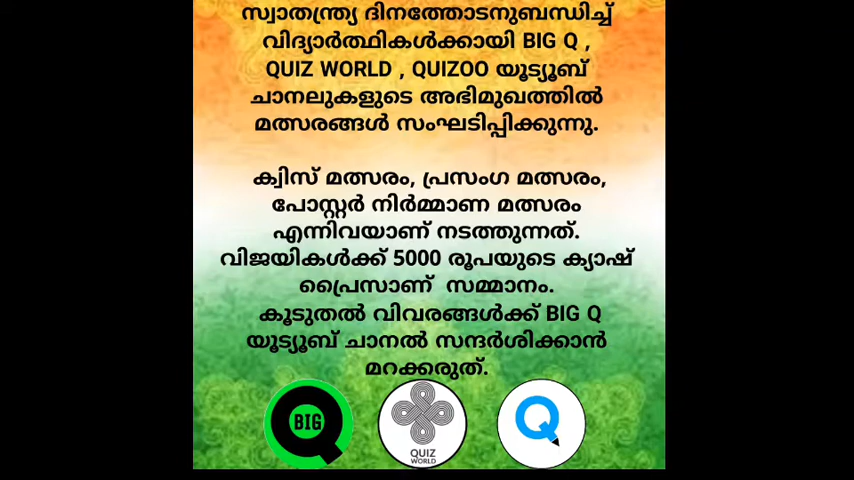 സ്വാതന്ത്ര്യ ദിനത്തോടനുബന്ധിച്ച്
വിദ്യാർത്ഥികൾക്കായി BIG Q ,
QUIZ WORLD , QUIZOO യൂട്യൂബ്
ചാനലുകളുടെ അഭിമുഖത്തിൽ
മത്സരങ്ങൾ സംഘടിപ്പിക്കുന്നു.
ക്വിസ് മത്സരം, പ്രസംഗ മത്സരം,
പോസ്റ്റർ നിർമ്മാണ മത്സരം
എന്നിവയാണ് നടത്തുന്നത്.
വിജയികൾക്ക് 5000 രൂപയുടെ ക്യാഷ്
പ്രൈസാണ് സമ്മാനം.
കൂടുതൽ വിവരങ്ങൾക്ക് BIG Q
യൂട്യൂബ് ചാനൽ സന്ദർശിക്കാൻ
മറക്കരുത്.
BIG
QUIZ
WORLD